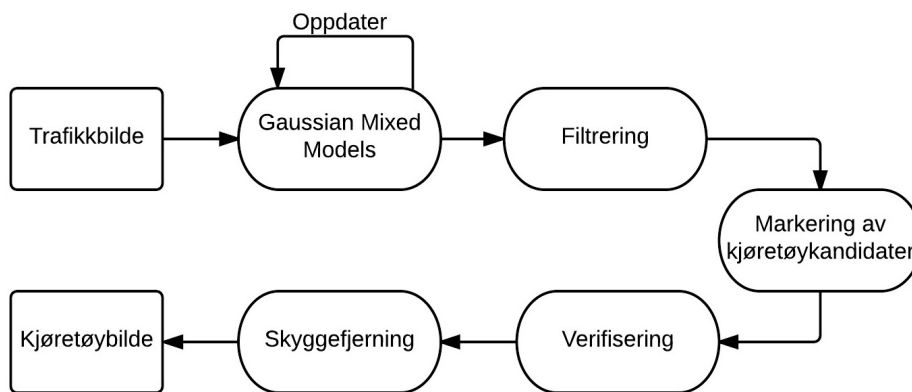 Oppdater
Trafikkbilde
Gaussian Mixed
Models
Filtrering
Markering av
kjøretøykandidater
Verifisering
Skyggefjerning
Kjøretøybilde